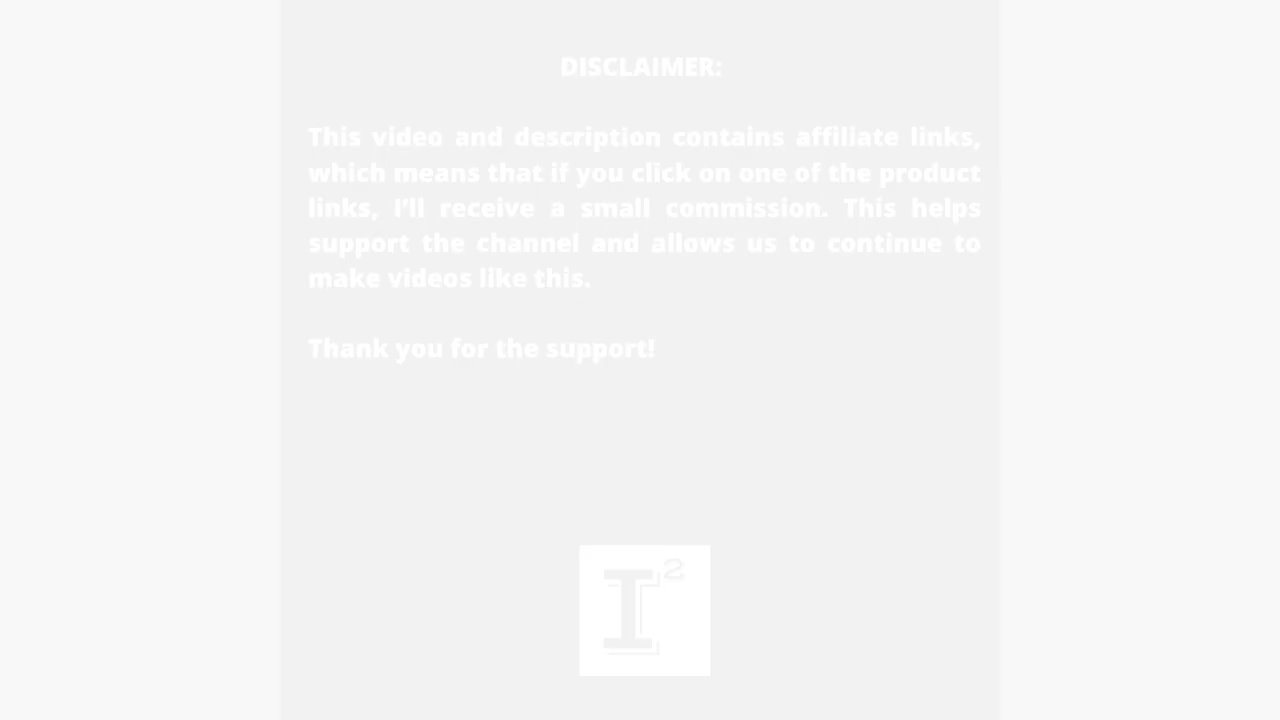 DISCLAIMER:
This video and description contains affiliate links,
which means that if you click on one of the product
links, I'll receive a small commission. This helps
support the channel and allows us to continue to
make videos like this.
Thank you for the support!
I²